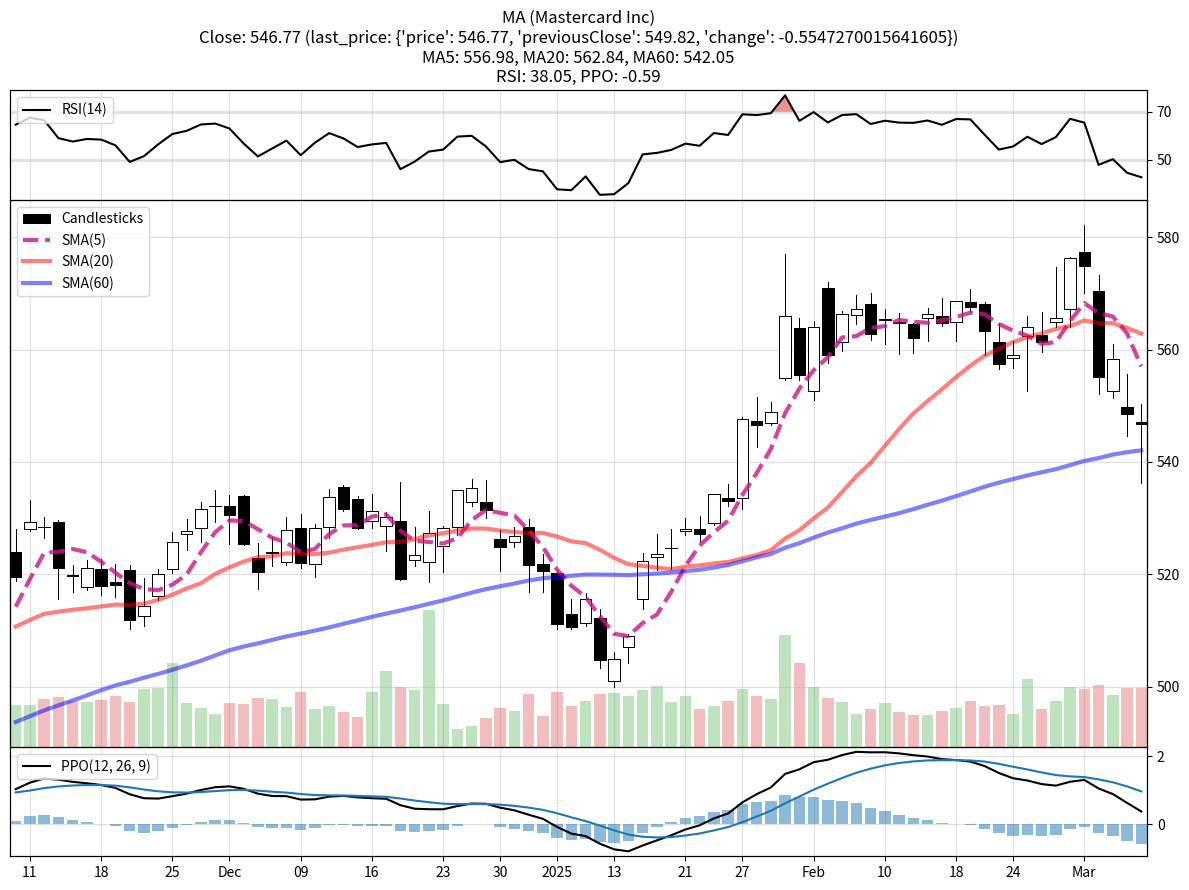 MA (Mastercard Inc)
Close: 546.77 (last_price: {'price': 546.77, 'previousClose': 549.82, 'change': -0.5547270015641605})
MA5: 556.98, MA20: 562.84, MA60: 542.05
RSI: 38.05, PPO: -0.59
RSI(14)
70
50
Candlesticks
SMA(5)
SMA(20)
SMA(60)
580
560
540
520
500
PPO(12, 26, 9)
2
0
11 18 25 Dec 09 16 23 30 2025 13 21 27 Feb 10 18 24 Mar